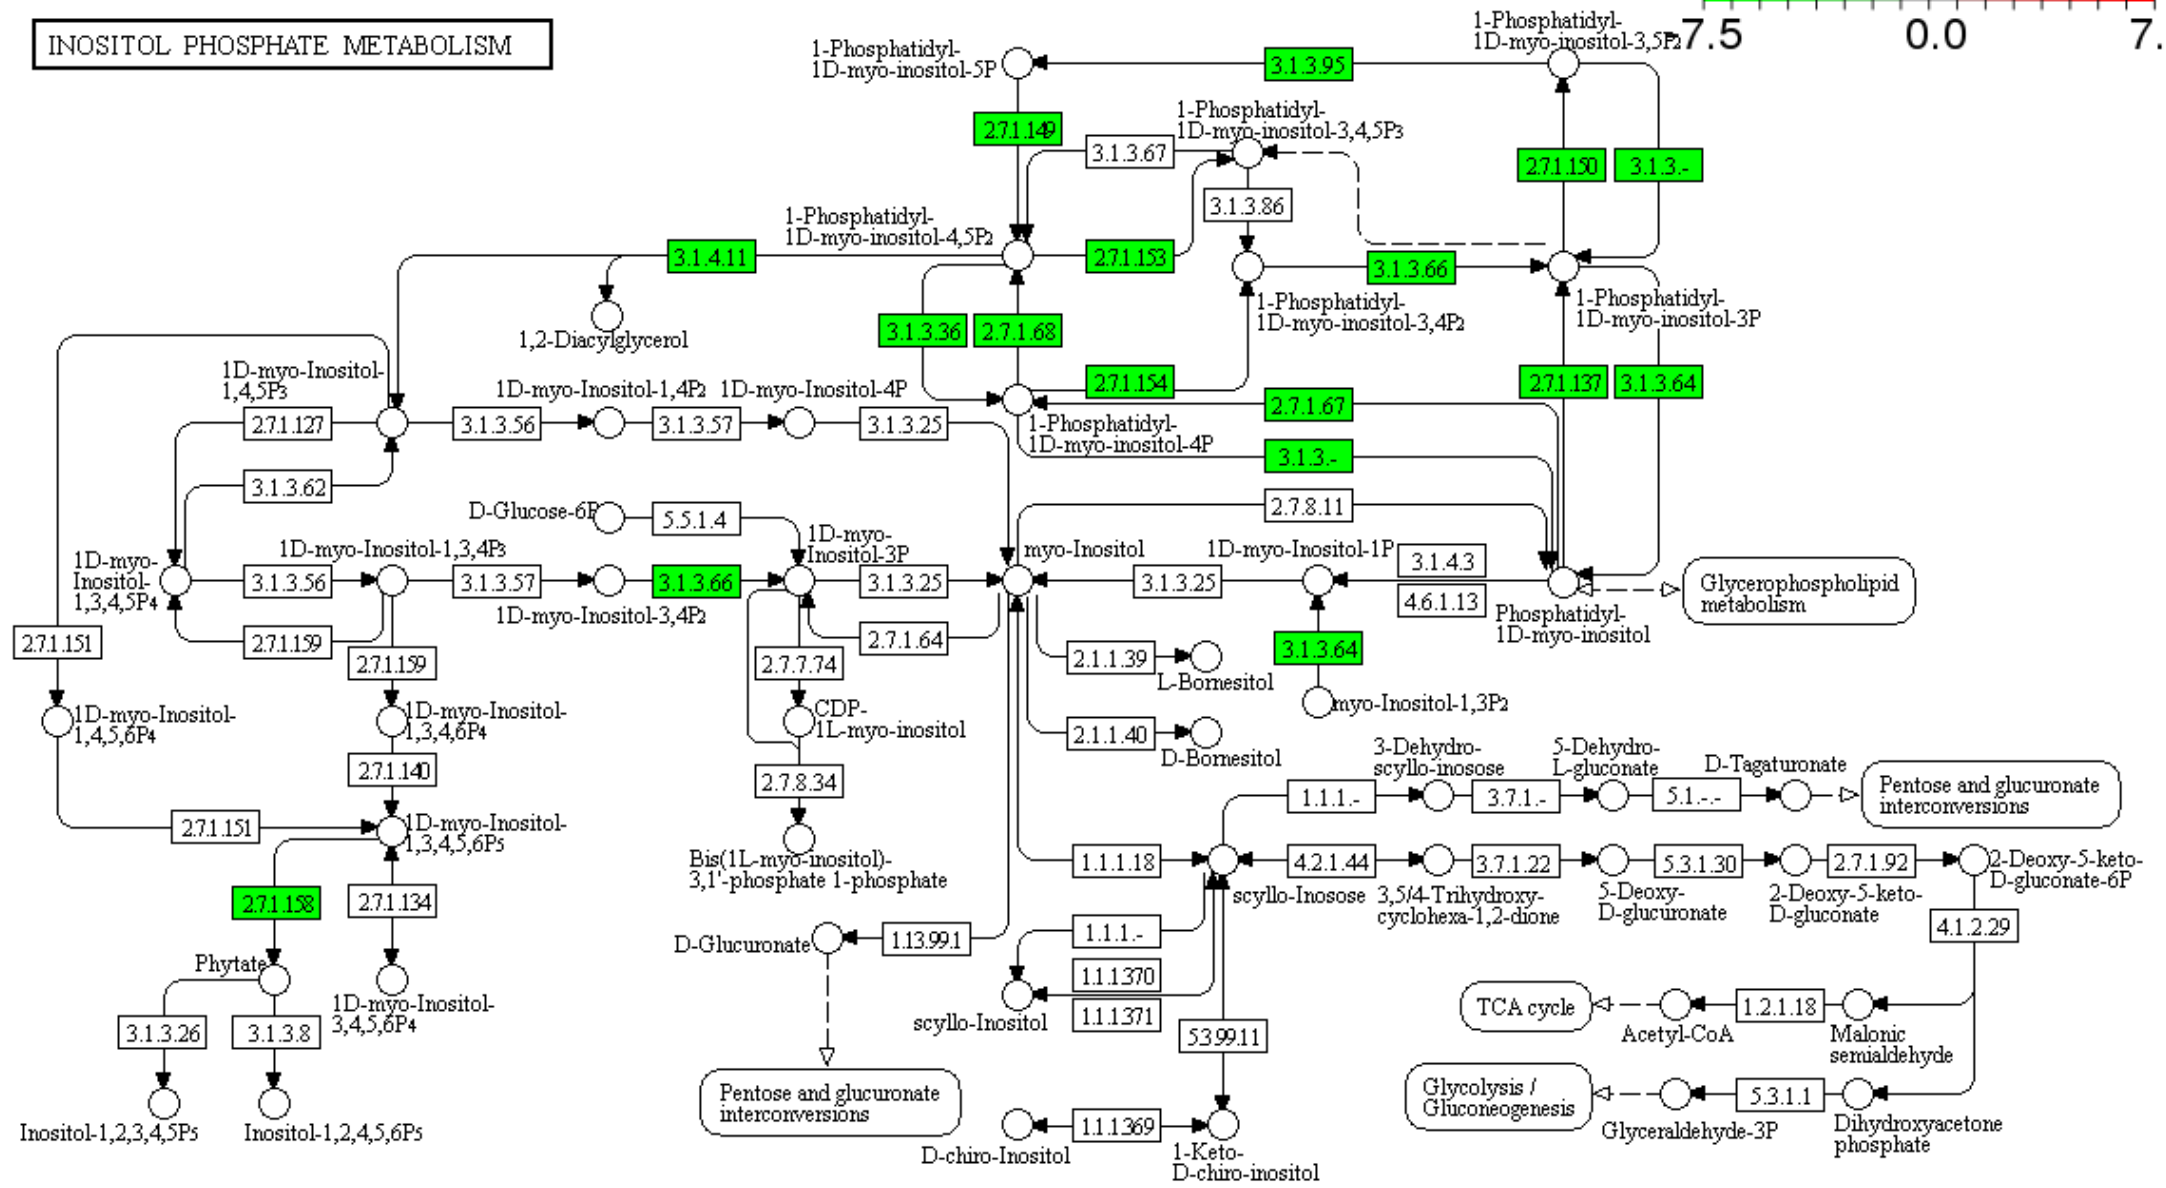 INOSITOL PHOSPHATE METABOLISM
7.5
0.0
7.
1-Phosphatidyl-
1D-myo-inositol-5P
3.1.3.95
1-Phosphatidyl-
1D-myo-inositol-3,5P2
2.7.1.149
1-Phosphatidyl-
1D-myo-inositol-3,4,5P3
3.1.3.67
2.7.1.150
3.1.3.-
3.1.3.86
1-Phosphatidyl-
1D-myo-inositol-4,5P2
3.1.4.11
2.7.1.153
3.1.3.66
1,2-Diacylglycerol
3.1.3.36
2.7.1.68
1-Phosphatidyl-
1D-myo-inositol-3,4P2
1-Phosphatidyl-
1D-myo-inositol-3P
1D-myo-Inositol-
1,4,5P3
1D-myo-Inositol-1,4P2
1D-myo-Inositol-4P
2.7.1.154
2.7.1.137
3.1.3.64
2.7.1.67
2.7.1.127
3.1.3.56
3.1.3.57
3.1.3.25
1-Phosphatidyl-
1D-myo-inositol-4P
3.1.3.-
3.1.3.62
D-Glucose-6P
5.5.1.4
2.7.8.11
1D-myo-
Inositol-
1,3,4,5P4
1D-myo-Inositol-1,3,4P3
1D-myo-
Inositol-3P
myo-Inositol
1D-myo-Inositol-1P
3.1.4.3
3.1.3.56
3.1.3.57
3.1.3.66
3.1.3.25
3.1.3.25
4.6.1.13
Glycerophospholipid
metabolism
1D-myo-Inositol-3,4P2
Phosphatidyl-
1D-myo-inositol
2.7.1.151
2.7.1.159
2.7.1.159
2.7.7.74
2.7.1.64
2.1.1.39
3.1.3.64
L-Bornesitol
myo-Inositol-1,3P2
1D-myo-Inositol-
1,4,5,6P4
1D-myo-Inositol-
1,3,4,6P4
CDP-
1L-myo-inositol
2.1.1.40
D-Bornesitol
2.7.1.140
2.7.8.34
3-Dehydro-
scyllo-inosose
5-Dehydro-
L-gluconate
D-Tagaturonate
1.1.1.-
3.7.1.-
5.1.-.-
Pentose and glucuronate
interconversions
2.7.1.151
1D-myo-Inositol-
1,3,4,5,6P5
Bis(1L-myo-inositol)-
3,1'-phosphate 1-phosphate
1.1.1.18
4.2.1.44
3.7.1.22
5.3.1.30
2.7.1.92
2-Deoxy-5-keto-
D-gluconate-6P
scyllo-Inosose
3,5/4-Trihydroxy-
cyclohexa-1,2-dione
5-Deoxy-
D-glucuronate
2-Deoxy-5-keto-
D-gluconate
2.7.1.158
2.7.1.134
D-Glucuronate
1.13.99.1
1.1.1.-
4.1.2.29
Phytate
1.1.1.370
1D-myo-Inositol-
3,4,5,6P4
scyllo-Inositol
1.1.1.371
TCA cycle
1.2.1.18
Acetyl-CoA
Malonic
semialdehyde
3.1.3.26
3.1.3.8
5.3.99.11
Pentose and glucuronate
interconversions
Glycolysis /
Gluconeogenesis
5.3.1.1
Glyceraldehyde-3P
Dihydroxyacetone
phosphate
Inositol-1,2,3,4,5P5
Inositol-1,2,4,5,6P5
1.1.1.369
D-chiro-Inositol
1-Keto-
D-chiro-inositol